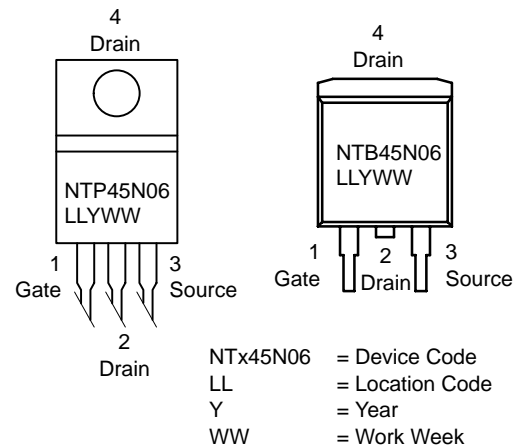 4
Drain
NTP45N06
LLYWW
1
Gate
3
Source
2
Drain
4
Drain
NTB45N06
LLYWW
1
Gate
2
Drain
3
Source
NTx45N06 = Device Code
LL = Location Code
Y = Year
WW = Work Week